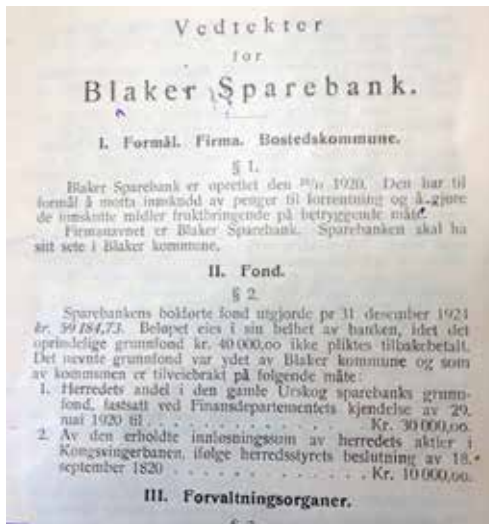 Vedtekter
for
Blaker Sparebank.
I. Formål. Firma. Bostedskommune.
§ 1.
Blaker Sparebank er oprettet den 1920. Den har til
formål å motta innskudd av penger til forrentning og å gjøre
de innskutte midler fruktbringende på betryggende måte.
Firmanavnet er Blaker Sparebank. Sparebanken skal ha
sitt sete i Blaker kommune.
II. Fond.
§ 2.
Sparebankens bokførte fond utgjorde pr 31 desember 1924
kr. 59 184,73. Beløpet eies i sin helhet av banken, idet det
oprindelige grunnfond kr. 40 000,00 ikke pliktes tilbakebetalt.
Det nevnte grunnfond var ydet av Blaker kommune og som
av kommunen er tilveiebrakt på følgende måte:
1. Herredets andel i den gamle Urskog sparebanks grunn-
fond, fastsatt ved Finansdepartementets kjendelse av 29.
mai 1920 til . . . . . . . . . . . . Kr. 30 000,00.
2. Av den erholdte innløsningssum av herredets aktier i
Kongsvingerbanen, ifølge herredsstyrets beslutning av 18.
september 1820 . . . . . . . . . . Kr. 10 000,00.
III. Forvaltningsorganer.